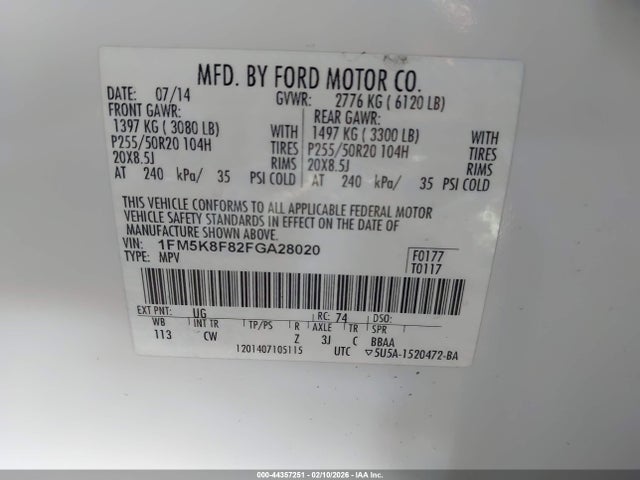 MFD. BY FORD MOTOR CO.
DATE: 07/14 GVWR: 2776 KG ( 6120 LB)
FRONT GAWR: REAR GAWR:
1397 KG ( 3080 LB) WITH 1497 KG ( 3300 LB) WITH
P255/50R20 104H TIRES P255/50R20 104H TIRES
20X8.5J RIMS 20X8.5J RIMS
AT 240 kPa/ 35 PSI COLD AT 240 kPa/ 35 PSI COLD
THIS VEHICLE CONFORMS TO ALL APPLICABLE FEDERAL MOTOR
VEHICLE SAFETY STANDARDS IN EFFECT ON THE DATE OF
MANUFACTURE SHOWN ABOVE.
VIN: 1FM5K8F82FGA28020
TYPE: MPV
F0177
T0117
EXT PNT: UG RC: 74 DSO:
WB INT TR TP/PS R AXLE TR SPR
113 CW Z 3J C BBAA
1201407105115 UTC ▽5U5A-1520472-BA
000-44357251 - 02/10/2026 - IAA Inc.